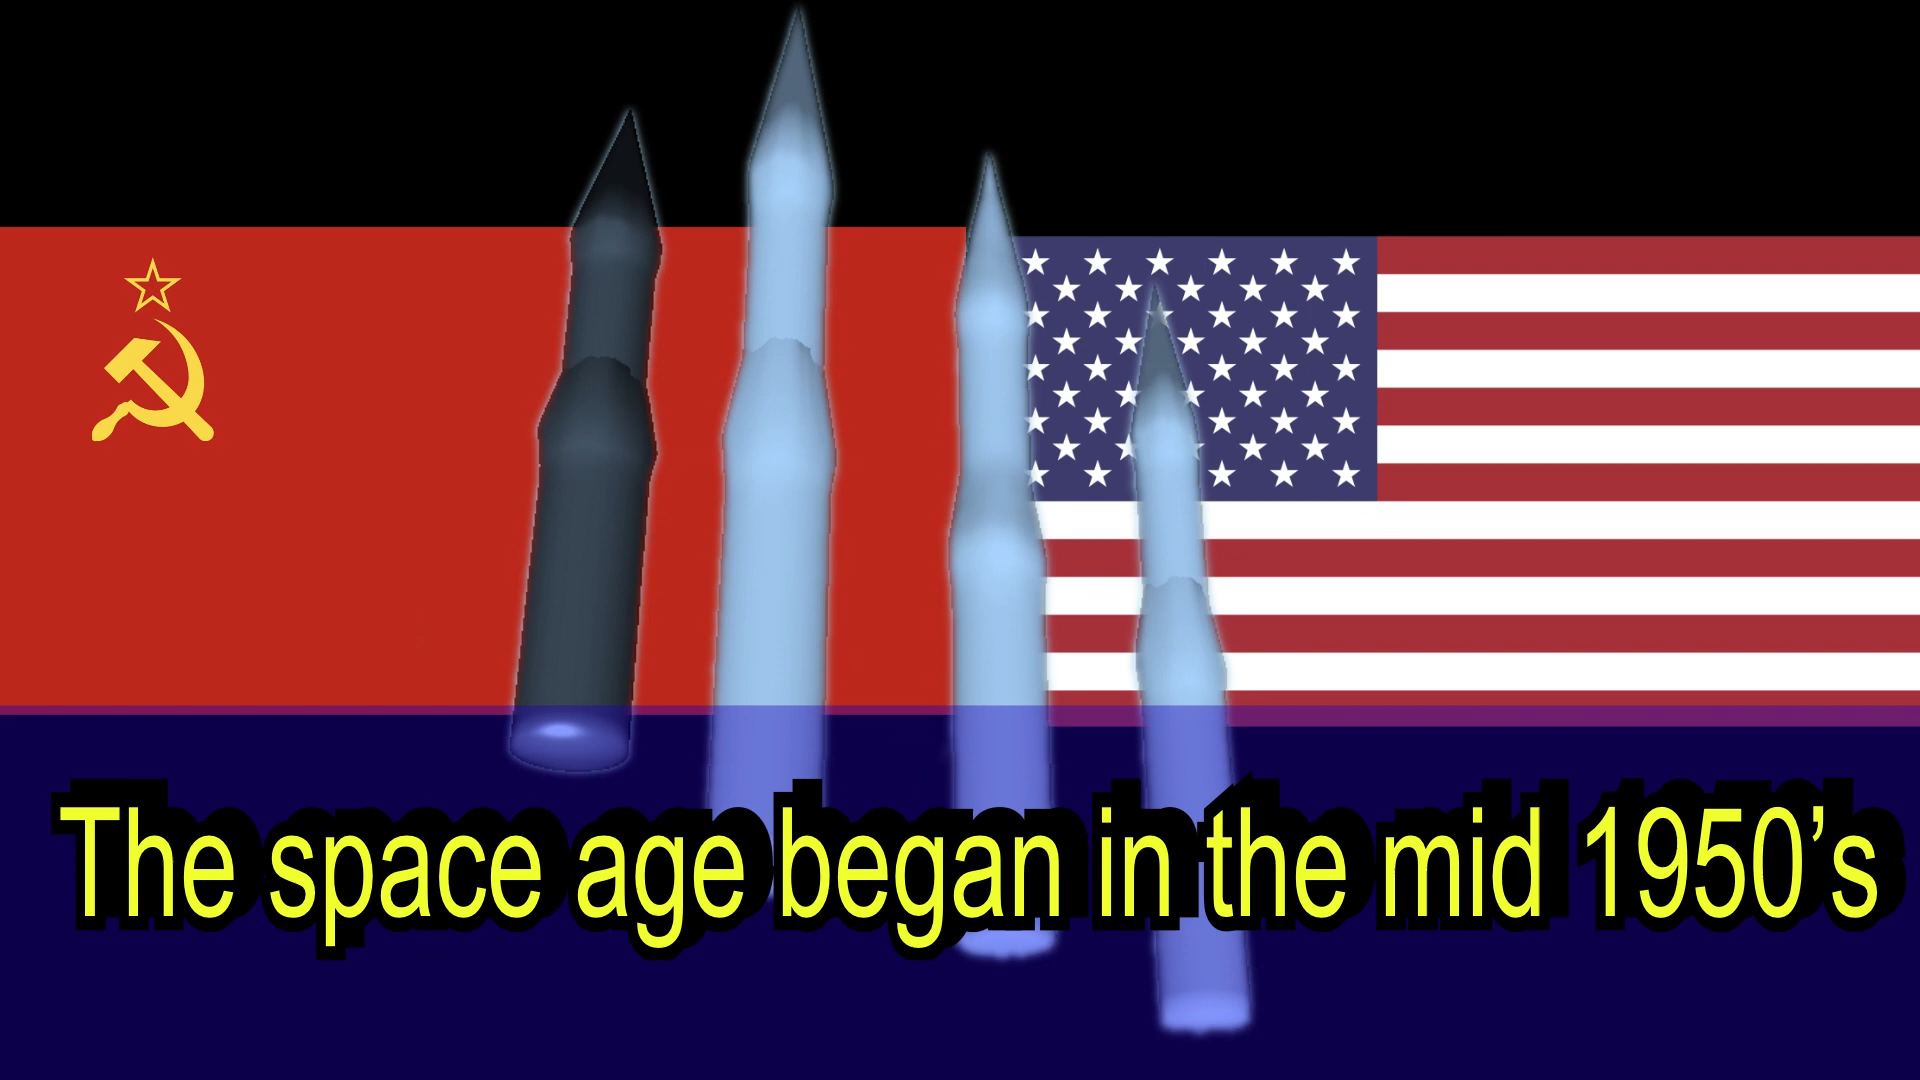 The space age began in the mid 1950’s